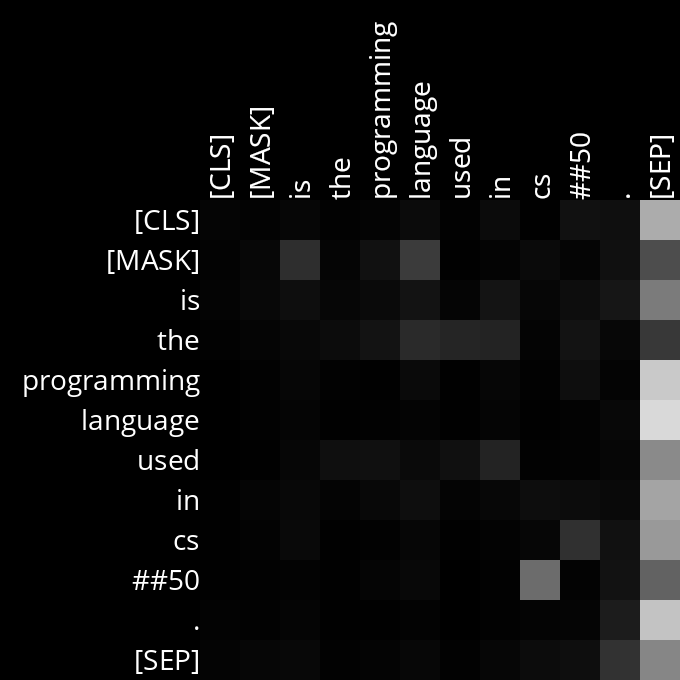 [CLS]
[MASK]
is
the
programming
language
used
in
cs
##50
.
[SEP]
[CLS]
[MASK]
is
the
programming
language
used
in
cs
##50
.
[SEP]